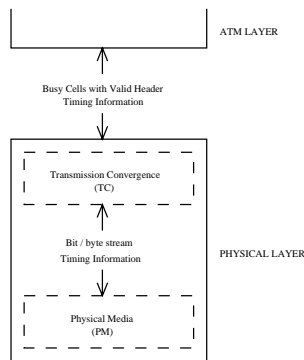 ATM LAYER
Busy Cells with Valid Header
Timing Information
Transmission Convergence
(TC)
Bit / byte stream
Timing Information
PHYSICAL LAYER
Physical Media
(PM)